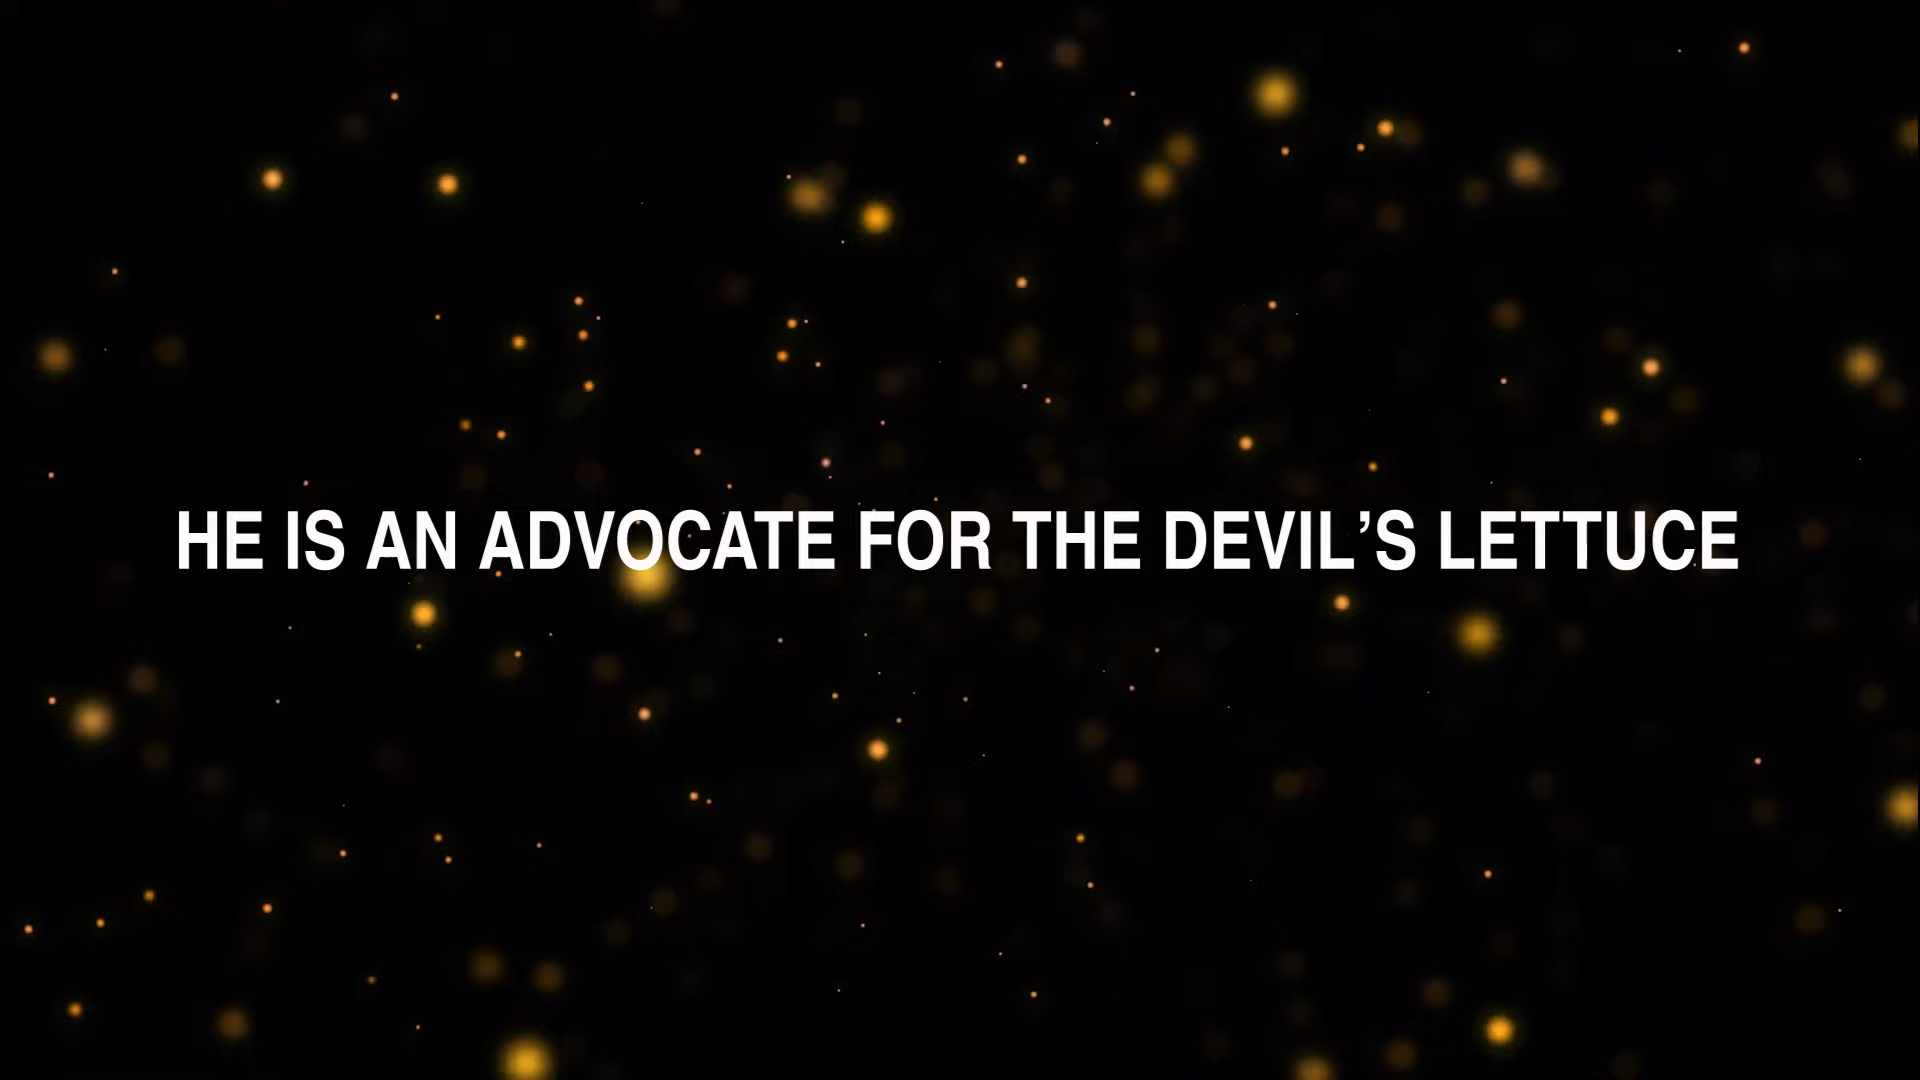 HE IS AN ADVOCATE FOR THE DEVIL’S LETTUCE